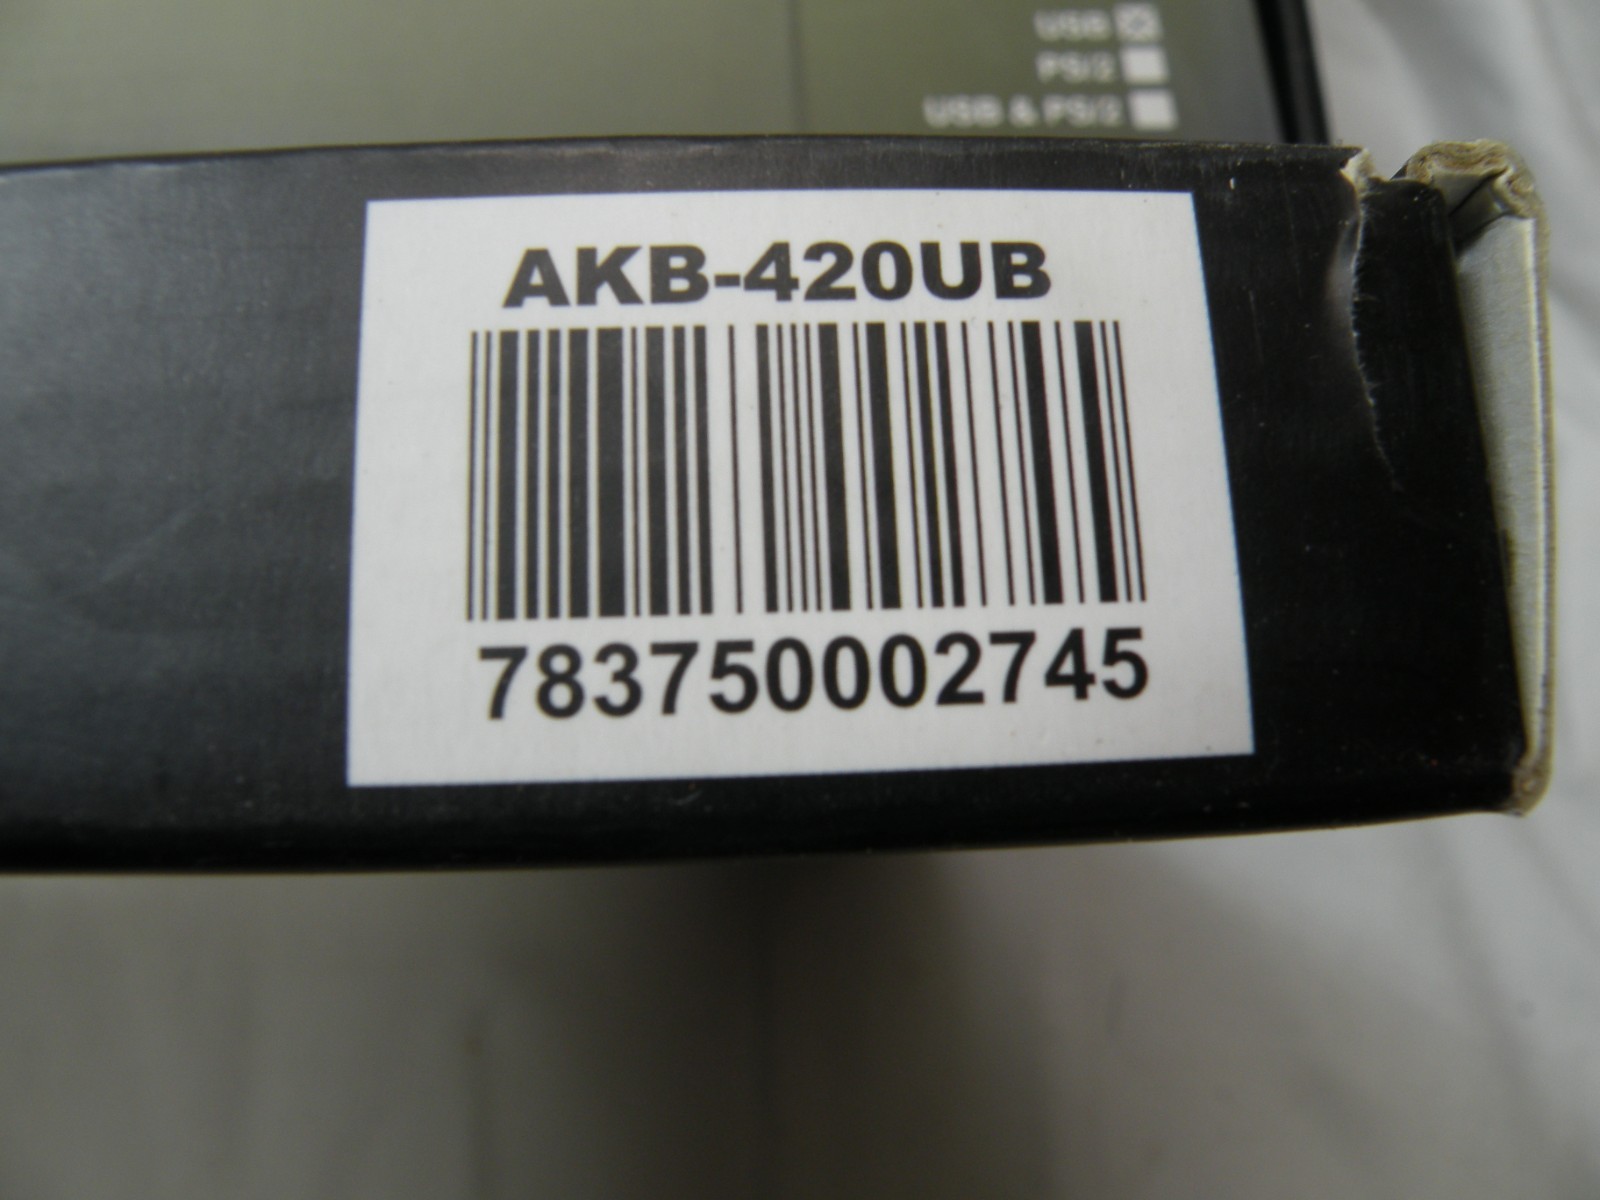 USB
PS/2
USB & PS/2
AKB-420UB
783750002745